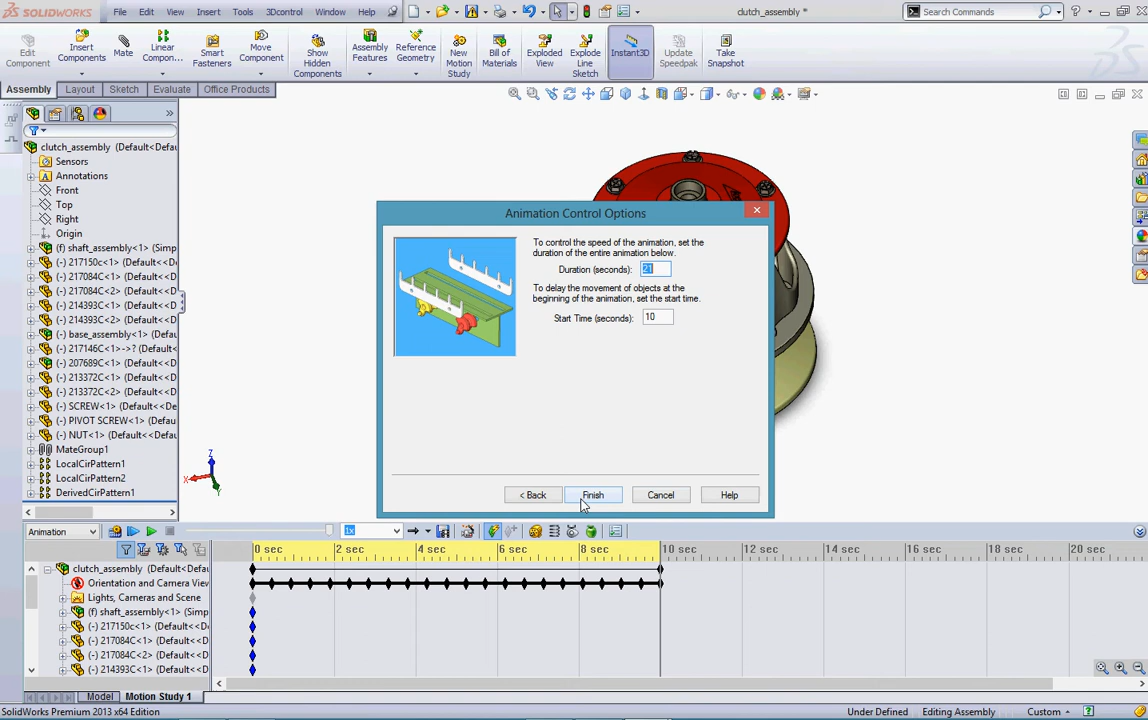 SOLIDWORKS File Edit View Insert Tools 3Dcontrol Window Help clutch_assembly * Search Commands
Edit Component
Insert Components
Mate
Linear Compon...
Smart Fasteners
Move Component
Show Hidden Components
Assembly Features
Reference Geometry
New Motion Study
Bill of Materials
Exploded View
Explode Line Sketch
Instant3D
Update Speedpak
Take Snapshot
Assembly Layout Sketch Evaluate Office Products
clutch_assembly (Default<Defau
Sensors
Annotations
Front
Top
Right
Origin
(f) shaft_assembly<1> (Simp
(-) 217150c<1> (Default<<D
(-) 217084C<1> (Default<<D
(-) 217084C<2> (Default<<D
(-) 214393C<1> (Default<<D
(-) 214393C<2> (Default<<D
(-) base_assembly<1> (Defau
(-) 217146C<1>->? (Default<
(-) 207689C<1> (Default<<D
(-) 213372C<1> (Default<<D
(-) 213372C<2> (Default<<D
(-) SCREW<1> (Default<<De
(-) PIVOT SCREW<1> (Defau
(-) NUT<1> (Default<<Defau
MateGroup1
LocalCirPattern1
LocalCirPattern2
DerivedCirPattern1
Animation Control Options
To control the speed of the animation, set the
duration of the entire animation below.
Duration (seconds): 21
To delay the movement of objects at the
beginning of the animation, set the start time.
Start Time (seconds): 10
< Back Finish Cancel Help
Z
X
Y
Animation 1x
0 sec 2 sec 4 sec 6 sec 8 sec 10 sec 12 sec 14 sec 16 sec 18 sec 20 sec
clutch_assembly (Default<Def
Orientation and Camera View
Lights, Cameras and Scene
(f) shaft_assembly<1> (Simp
(-) 217150c<1> (Default<<D
(-) 217084C<1> (Default<<D
(-) 217084C<2> (Default<<D
(-) 214393C<1> (Default<<D
Model Motion Study 1
SolidWorks Premium 2013 x64 Edition Under Defined Editing Assembly Custom